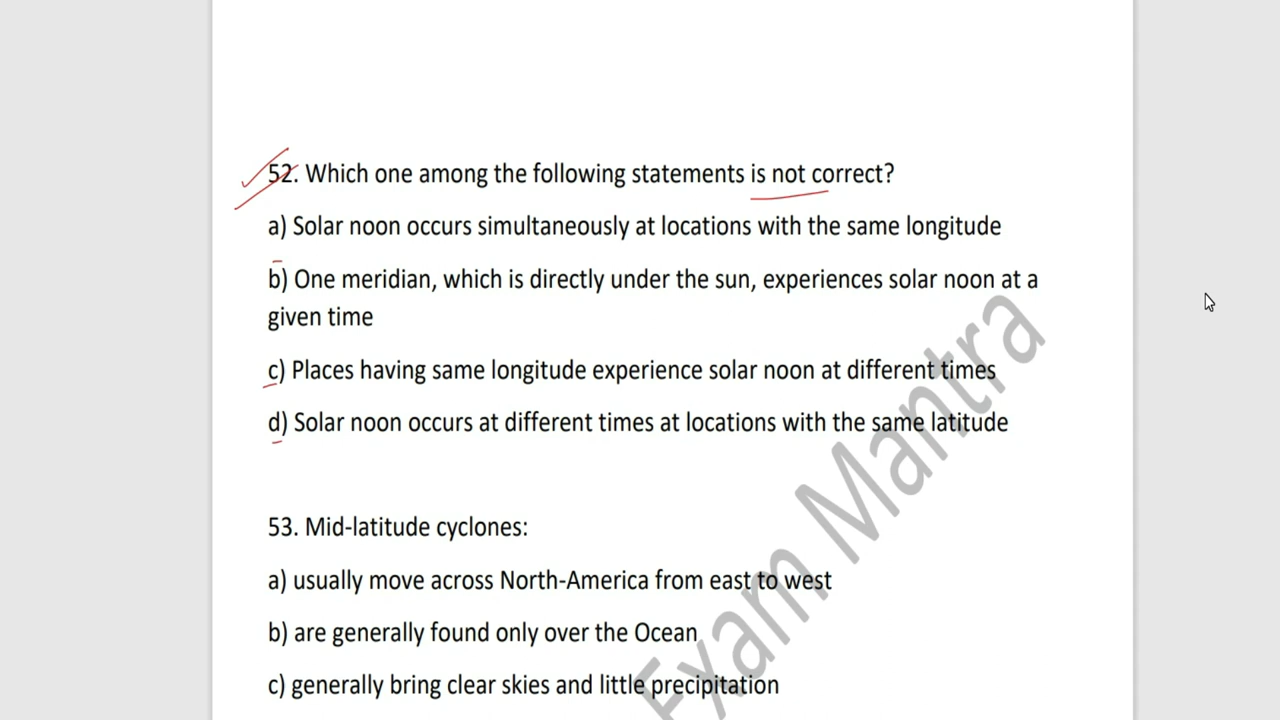 52. Which one among the following statements is not correct?
a) Solar noon occurs simultaneously at locations with the same longitude
b) One meridian, which is directly under the sun, experiences solar noon at a
given time
c) Places having same longitude experience solar noon at different times
d) Solar noon occurs at different times at locations with the same latitude
53. Mid-latitude cyclones:
a) usually move across North-America from east to west
b) are generally found only over the Ocean
c) generally bring clear skies and little precipitation
Exam Mantra